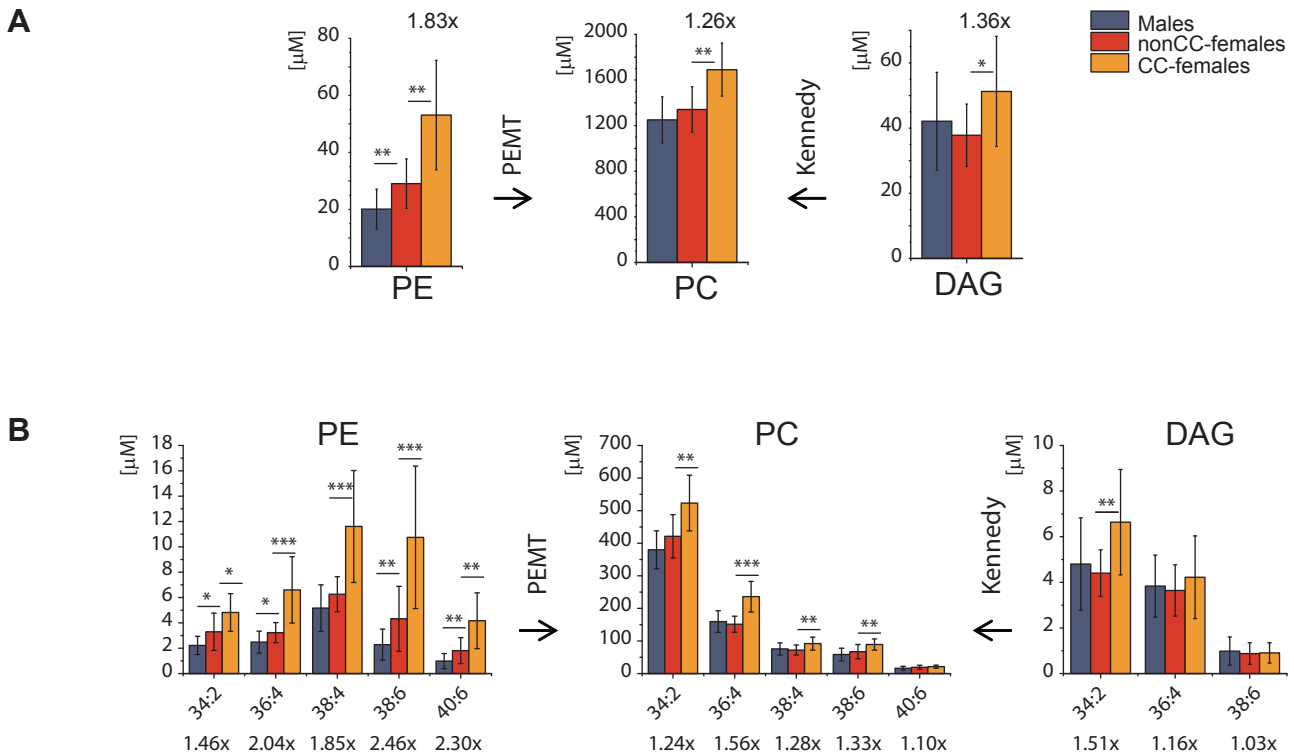 A
1.83x
1.26x
1.36x
Males
nonCC-females
CC-females
[µM]
80
60
40
20
0
**
**
PE
PEMT
[µM]
2000
1600
1200
800
400
0
**
PC
Kennedy
[µM]
60
40
20
0
*
DAG
B
PE
[µM]
18
16
14
12
10
8
6
4
2
0
* * * *** *** ** *** ** **
34:2 36:4 38:4 38:6 40:6
1.46x 2.04x 1.85x 2.46x 2.30x
PEMT
PC
[µM]
700
600
500
400
300
200
100
0
** *** ** **
34:2 36:4 38:4 38:6 40:6
1.24x 1.56x 1.28x 1.33x 1.10x
Kennedy
DAG
[µM]
10
8
6
4
2
0
**
34:2 36:4 38:6
1.51x 1.16x 1.03x